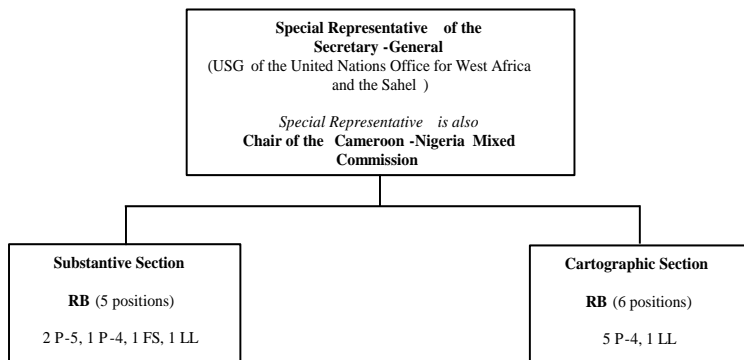 Special Representative of the
Secretary-General
(USG of the United Nations Office for West Africa
and the Sahel)
Special Representative is also
Chair of the Cameroon-Nigeria Mixed
Commission
Substantive Section
RB (5 positions)
2 P-5, 1 P-4, 1 FS, 1 LL
Cartographic Section
RB (6 positions)
5 P-4, 1 LL